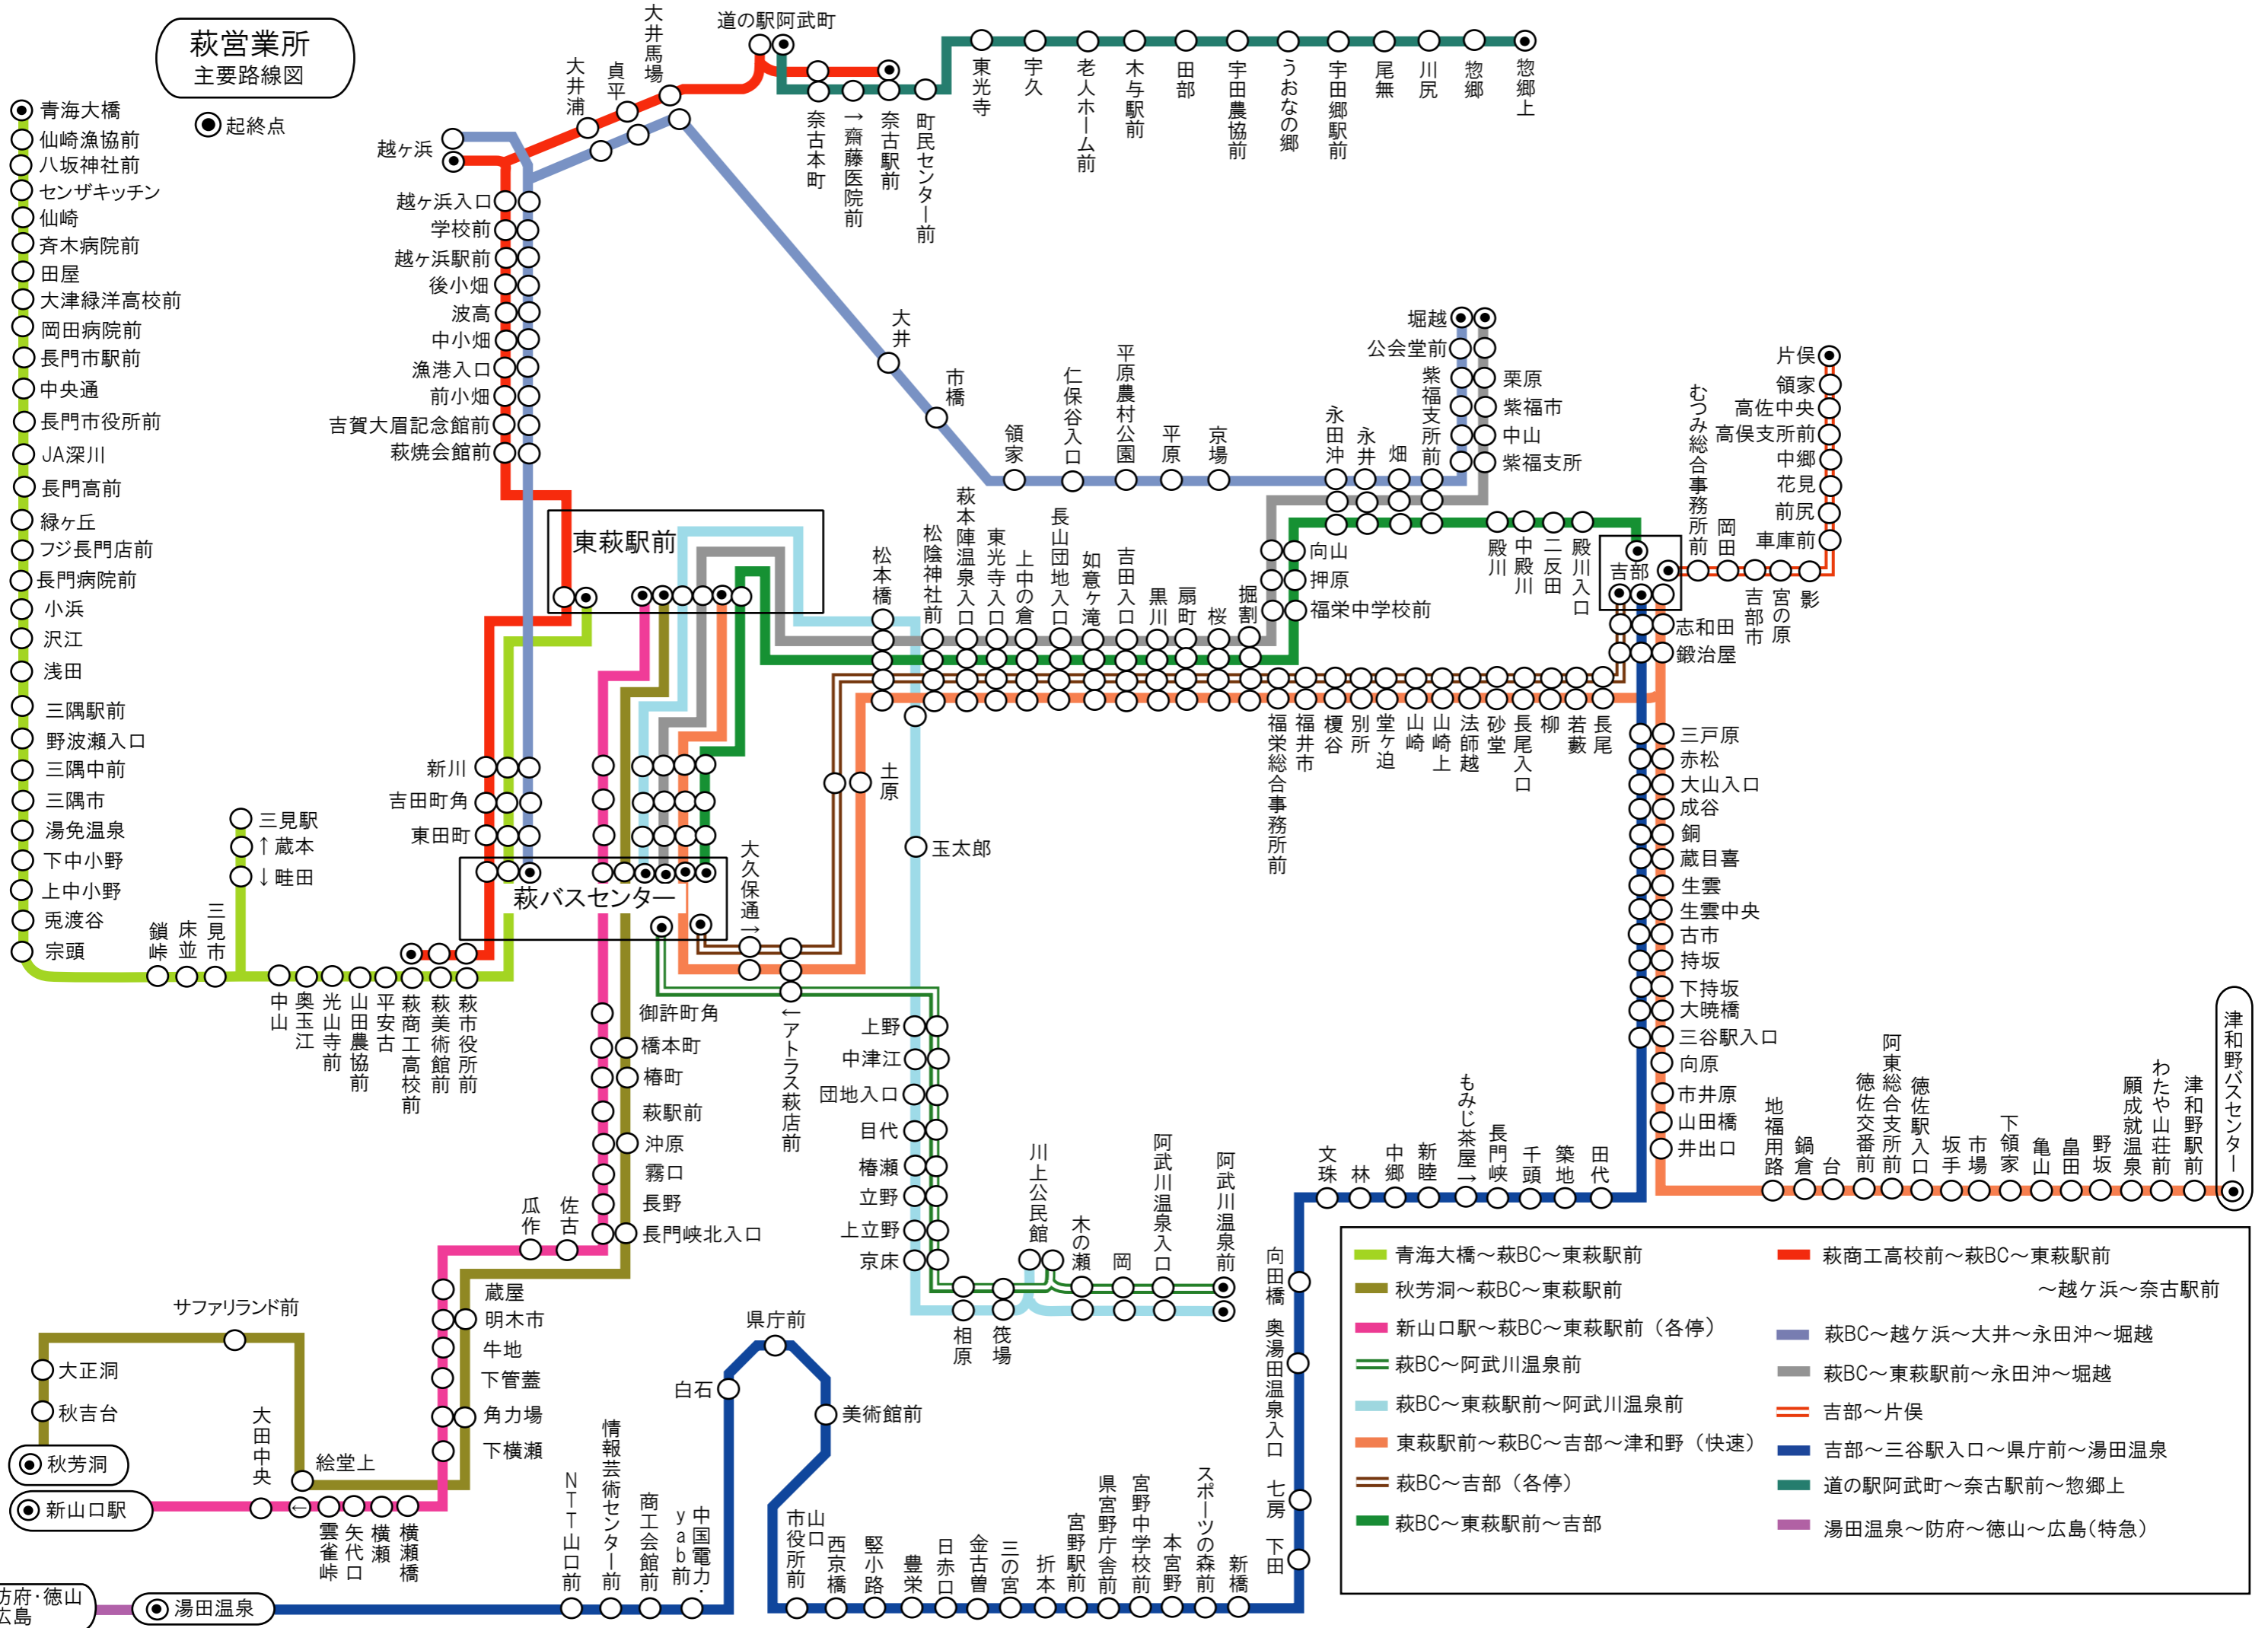 萩営業所
主要路線図
起終点
青海大橋
仙崎漁協前
八坂神社前
センザキッチン
仙崎
斉木病院前
田屋
大津緑洋高校前
岡田病院前
長門市駅前
中央通
長門市役所前
JA深川
長門高前
緑ヶ丘
フジ長門店前
長門病院前
小浜
沢江
浅田
三隅駅前
野波瀬入口
三隅中前
三隅市
湯免温泉
下中小野
上中小野
兎渡谷
宗頭
鎖峠
床並
三見市
三見駅
↑蔵本
↓畦田
中山
奥玉江
光山寺前
山田農協前
平安古
萩商工高校前
萩美術館前
萩市役所前
越ヶ浜
大井浦
貞平
大井馬場
道の駅阿武町
奈古本町
→齋藤医院前
奈古駅前
町民センター前
東光寺
宇久
老人ホーム前
木与駅前
田部
宇田農協前
うおなの郷
宇田郷駅前
尾無
川尻
惣郷
惣郷上
越ヶ浜入口
学校前
越ヶ浜駅前
後小畑
波高
中小畑
漁港入口
前小畑
吉賀大眉記念館前
萩焼会館前
東萩駅前
新川
吉田町角
東田町
萩バスセンター
大井
市橋
領家
仁保谷入口
平原農村公園
平原
京場
永田沖
永井
畑
紫福支所前
堀越
公会堂前
栗原
紫福市
中山
紫福支所
松本橋
松陰神社前
萩本陣温泉入口
東光寺入口
上中の倉
長山団地入口
如意ヶ滝
吉田入口
黒川
扇町
桜
掘割
向山
押原
福栄中学校前
殿川
中殿川
二反田
殿川入口
吉部
むつみ総合事務所前
岡田
吉部市
宮の原
影
片俣
領家
高佐中央
高俣支所前
中郷
花見
前尻
車庫前
志和田
鍛治屋
福栄総合事務所前
福井市
榎谷
別所
堂ヶ迫
山崎
山崎上
法師越
砂堂
長尾入口
柳
若藪
長尾
三戸原
赤松
大山入口
成谷
銅
蔵目喜
生雲
生雲中央
古市
持坂
下持坂
大暁橋
三谷駅入口
向原
市井原
山田橋
井出口
地福用路
鍋倉
台
徳佐交番前
阿東総合支所前
徳佐駅入口
坂手
市場
下領家
亀山
畠田
野坂
願成就温泉
わたや山荘前
津和野駅前
津和野バスセンター
土原
大久保通→
←アトラス萩店前
玉太郎
上野
中津江
団地入口
目代
椿瀬
立野
上立野
京床
相原
筏場
川上公民館
木の瀬
岡
阿武川温泉入口
阿武川温泉前
御許町角
橋本町
椿町
萩駅前
沖原
霧口
長野
長門峡北入口
佐古
瓜作
蔵屋
明木市
牛地
下管蓋
角力場
下横瀬
サファリランド前
大正洞
秋吉台
秋芳洞
絵堂上
新山口駅
大田中央
←
雲雀峠
矢代口
横瀬
横瀬橋
防府・徳山
広島
湯田温泉
NTT山口前
情報芸術センター前
商工会館前
中国電力・
yab前
白石
県庁前
美術館前
山口
市役所前
西京橋
竪小路
豊栄
日赤口
金古曽
三の宮
折本
宮野駅前
県宮野庁舎前
宮野中学校前
本宮野
スポーツの森前
新橋
下田
七房
奥湯田温泉入口
向田橋
文珠
林
中郷
新睦
もみじ茶屋→
長門峡
千頭
築地
田代
青海大橋～萩BC～東萩駅前
秋芳洞～萩BC～東萩駅前
新山口駅～萩BC～東萩駅前（各停）
萩BC～阿武川温泉前
萩BC～東萩駅前～阿武川温泉前
東萩駅前～萩BC～吉部～津和野（快速）
萩BC～吉部（各停）
萩BC～東萩駅前～吉部
萩商工高校前～萩BC～東萩駅前
～越ケ浜～奈古駅前
萩BC～越ケ浜～大井～永田沖～堀越
萩BC～東萩駅前～永田沖～堀越
吉部～片俣
吉部～三谷駅入口～県庁前～湯田温泉
道の駅阿武町～奈古駅前～惣郷上
湯田温泉～防府～徳山～広島(特急)